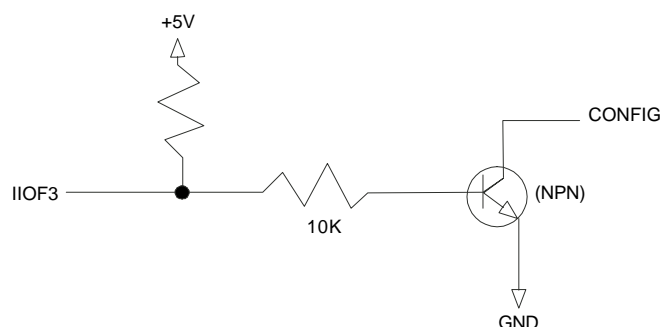 +5V
CONFIG
IIOF3
(NPN)
10K
GND